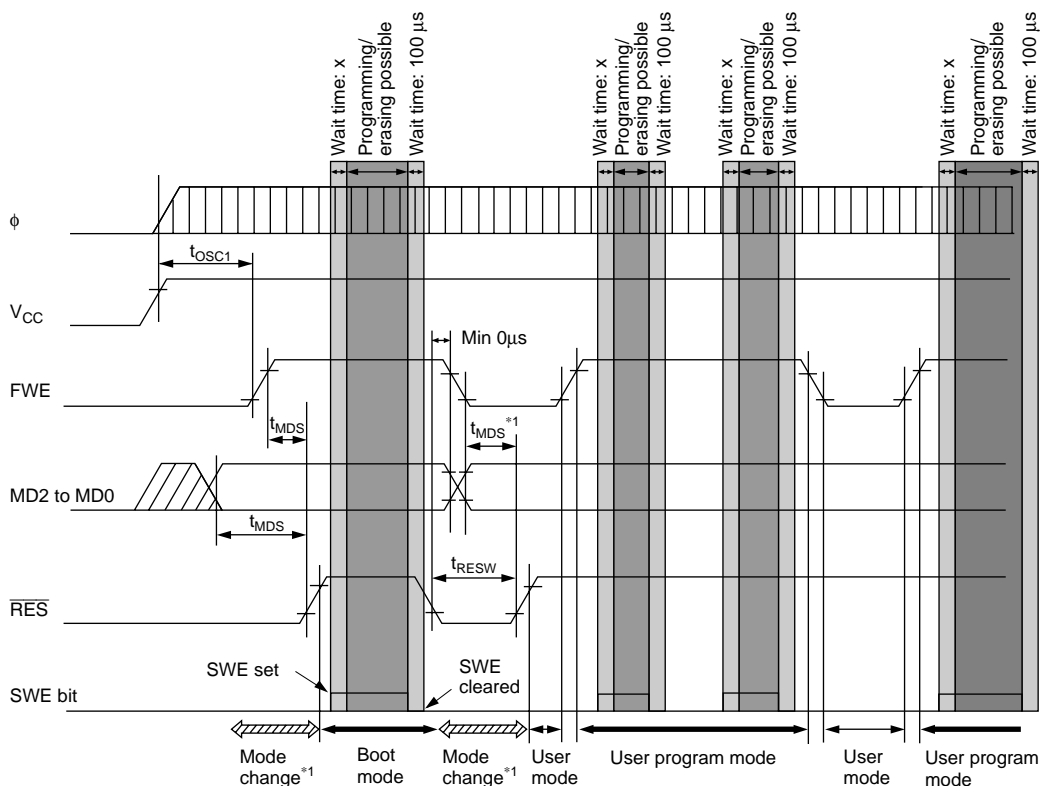 Wait time: x
Programming/
erasing possible
Wait time: 100 μs
Wait time: x
Programming/
erasing possible
Wait time: 100 μs
Wait time: x
Programming/
erasing possible
Wait time: 100 μs
Wait time: x
Programming/
erasing possible
Wait time: 100 μs
ϕ
tOSC1
VCC
Min 0μs
FWE
tMDS
tMDS*1
MD2 to MD0
tMDS
tRESW
RES
SWE set
SWE
cleared
SWE bit
Mode
change*1
Boot
mode
Mode
change*1
User
mode
User program mode
User
mode
User program
mode